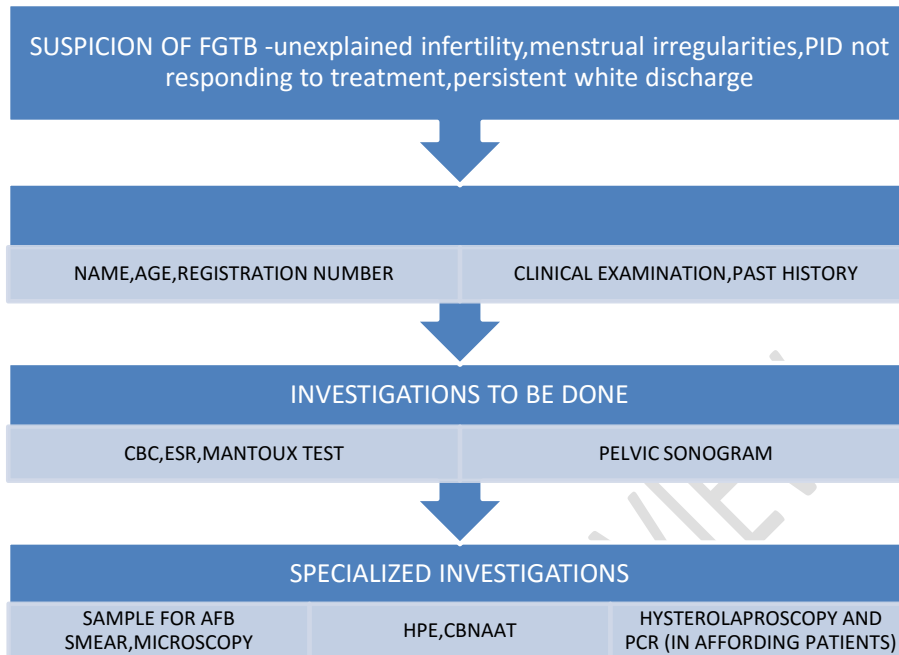 SUSPICION OF FGTB -unexplained infertility,menstrual irregularities,PID not
responding to treatment,persistent white discharge
NAME,AGE,REGISTRATION NUMBER
CLINICAL EXAMINATION,PAST HISTORY
INVESTIGATIONS TO BE DONE
CBC,ESR,MANTOUX TEST
PELVIC SONOGRAM
SPECIALIZED INVESTIGATIONS
SAMPLE FOR AFB
SMEAR,MICROSCOPY
HPE,CBNAAT
HYSTEROLAPROSCOPY AND
PCR (IN AFFORDING PATIENTS)